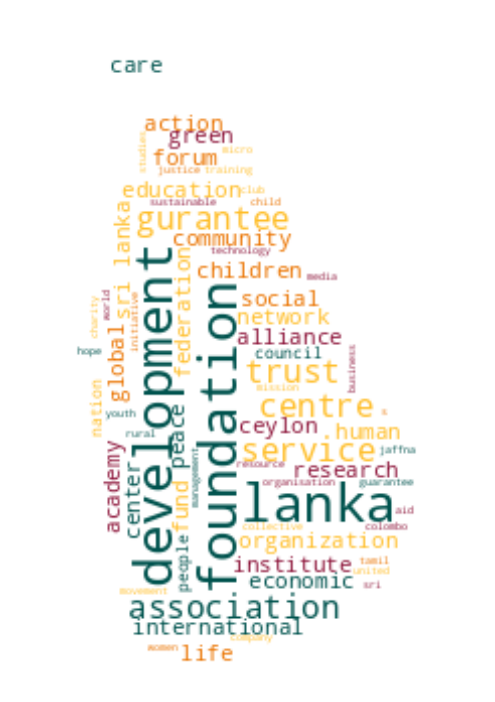 care
action
green
studies
micro
forum
justice training
education club
sustainable child
gurantee
lanka
community
technology
federation
children media
development
foundation
sri
social
world
initiative
charity
network
global
alliance
hope
council
business
trust
mission
nation
centre s
youth
peace
ceylon
rural
.human
academy
center
service jaffna
management
resource research
fund
organisation guarantee
lanka
aid
collective colombo
organization
people
institute tamil
united
economic sri
movement
association
international
company
women
life